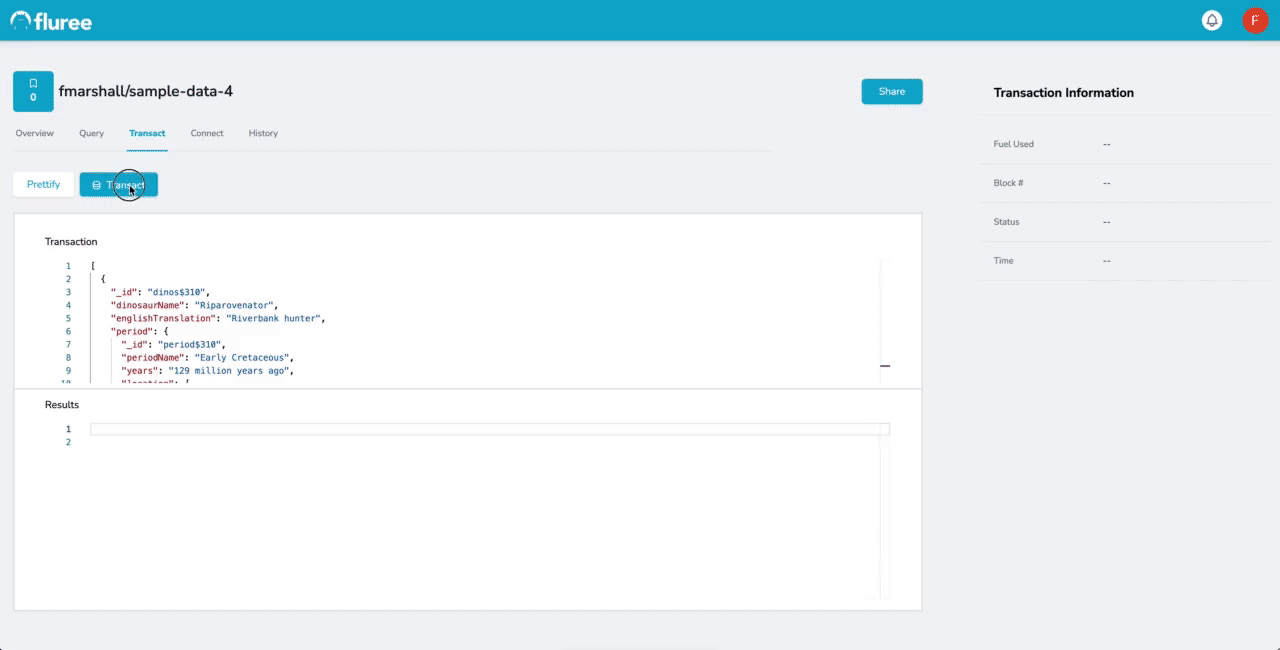 fluree
F
0
fmarshall/sample-data-4
Share
Overview Query Transact Connect History
Prettify Transact
Transaction
1 [
2 {
3 "_id": "dinos$310",
4 "dinosaurName": "Riparovenator",
5 "englishTranslation": "Riverbank hunter",
6 "period": {
7 "_id": "period$310",
8 "periodName": "Early Cretaceous",
9 "years": "129 million years ago",
10 "location": [
Results
1
2
Transaction Information
Fuel Used --
Block # --
Status --
Time --